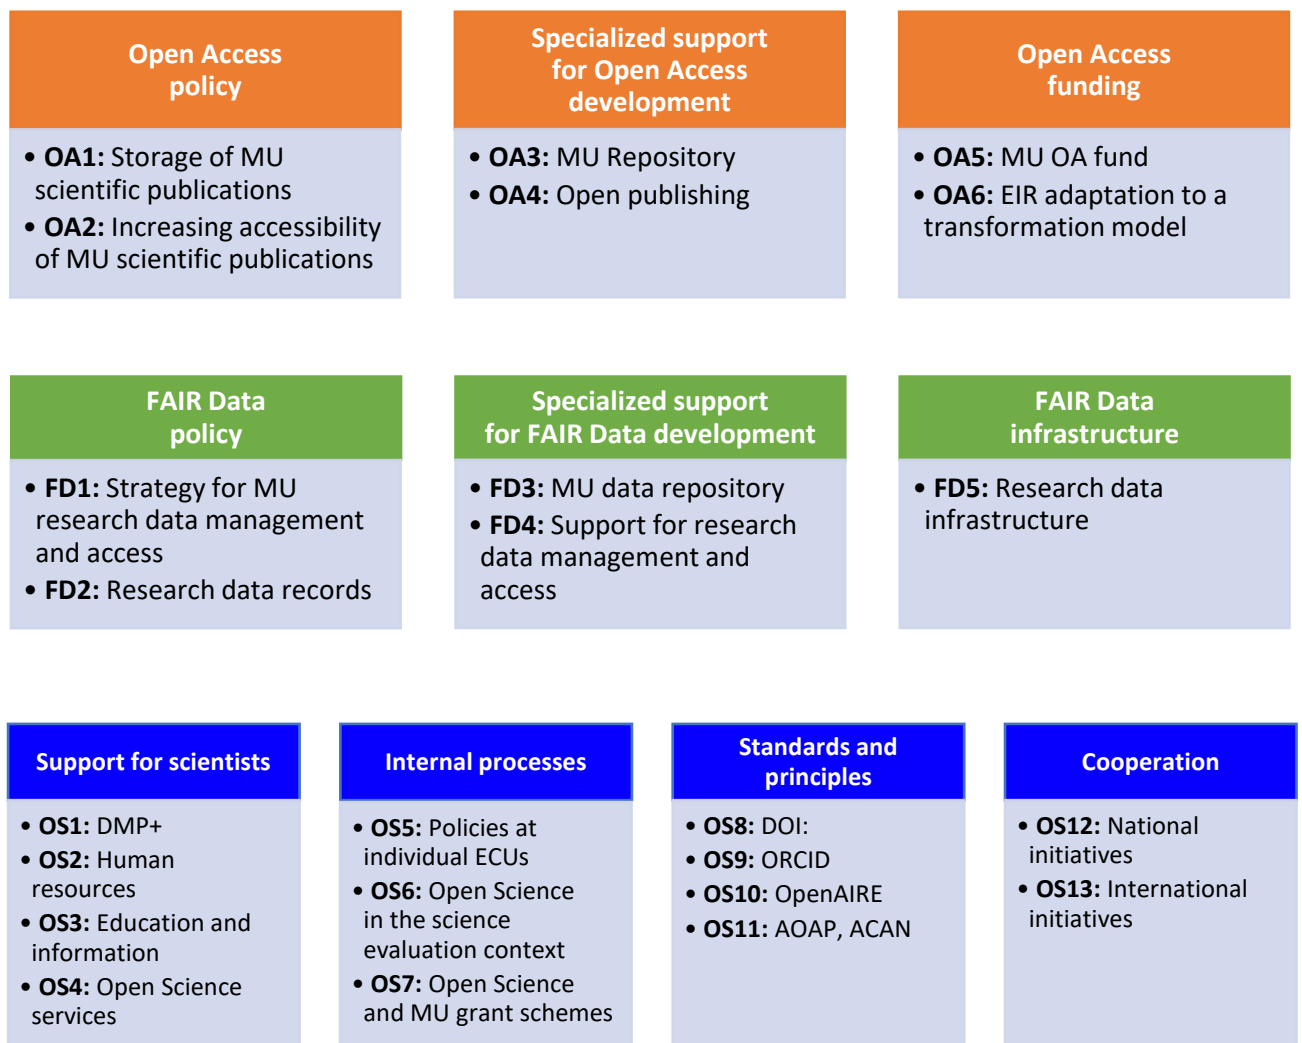 Open Access
policy
• OA1: Storage of MU
scientific publications
• OA2: Increasing accessibility
of MU scientific publications
Specialized support
for Open Access
development
• OA3: MU Repository
• OA4: Open publishing
Open Access
funding
• OA5: MU OA fund
• OA6: EIR adaptation to a
transformation model
FAIR Data
policy
• FD1: Strategy for MU
research data management
and access
• FD2: Research data records
Specialized support
for FAIR Data development
• FD3: MU data repository
• FD4: Support for research
data management and
access
FAIR Data
infrastructure
• FD5: Research data
infrastructure
Support for scientists
• OS1: DMP+
• OS2: Human
resources
• OS3: Education and
information
• OS4: Open Science
services
Internal processes
• OS5: Policies at
individual ECUs
• OS6: Open Science
in the science
evaluation context
• OS7: Open Science
and MU grant schemes
Standards and
principles
• OS8: DOI:
• OS9: ORCID
• OS10: OpenAIRE
• OS11: AOAP, ACAN
Cooperation
• OS12: National
initiatives
• OS13: International
initiatives